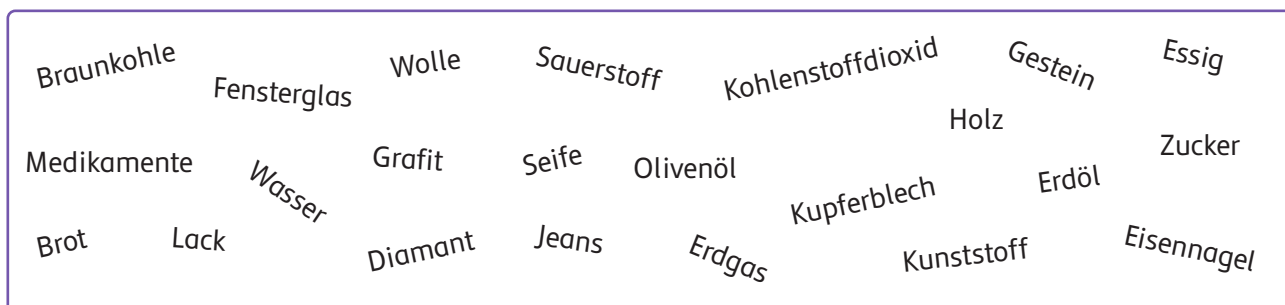 Braunkohle
Fensterglas
Wolle
Sauerstoff
Kohlenstoffdioxid
Gestein
Essig
Holz
Medikamente
Wasser
Grafit
Seife
Olivenöl
Kupferblech
Erdöl
Zucker
Brot
Lack
Diamant
Jeans
Erdgas
Kunststoff
Eisennagel